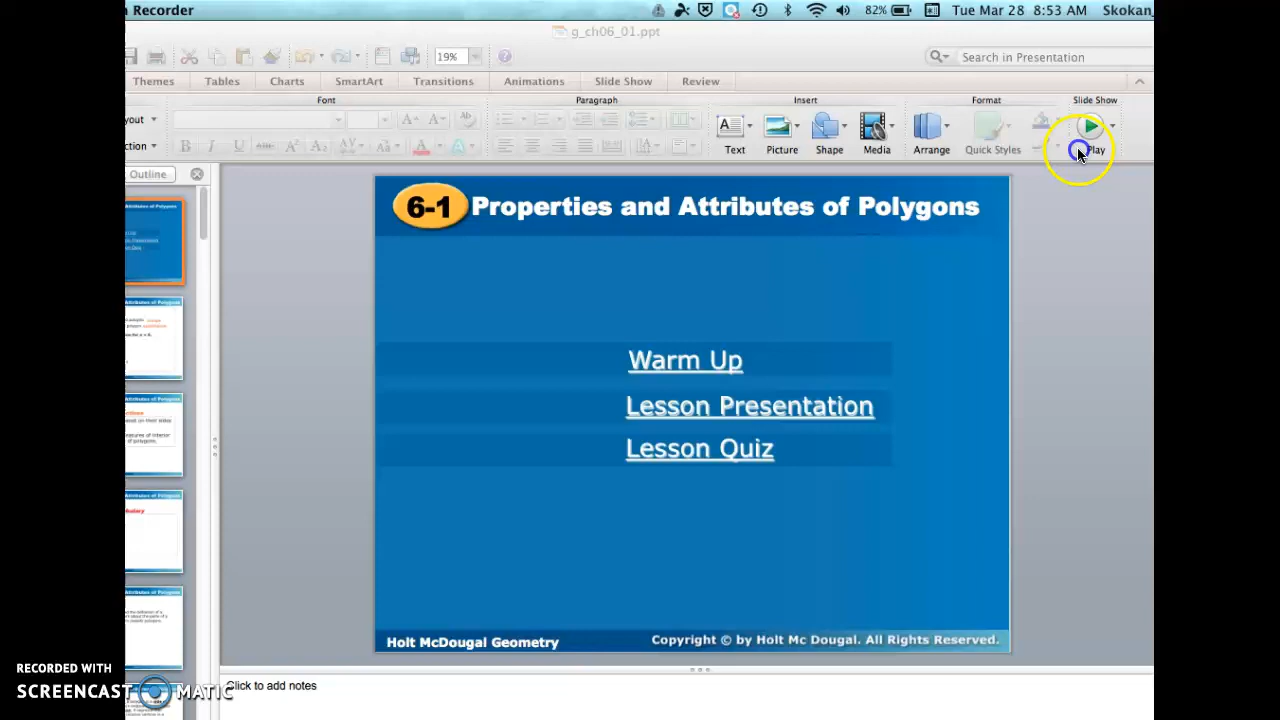 Recorder
82%
Tue Mar 28 8:53 AM
Skokan
g_ch06_01.ppt
19%
Search in Presentation
Themes
Tables
Charts
SmartArt
Transitions
Animations
Slide Show
Review
Font
Paragraph
Insert
Format
Slide Show
Text
Picture
Shape
Media
Arrange
Quick Styles
Play
Outline
6-1 Properties and Attributes of Polygons
Warm Up
Lesson Presentation
Lesson Quiz
Holt McDougal Geometry
Copyright © by Holt Mc Dougal. All Rights Reserved.
Click to add notes
RECORDED WITH
SCREENCAST MATIC